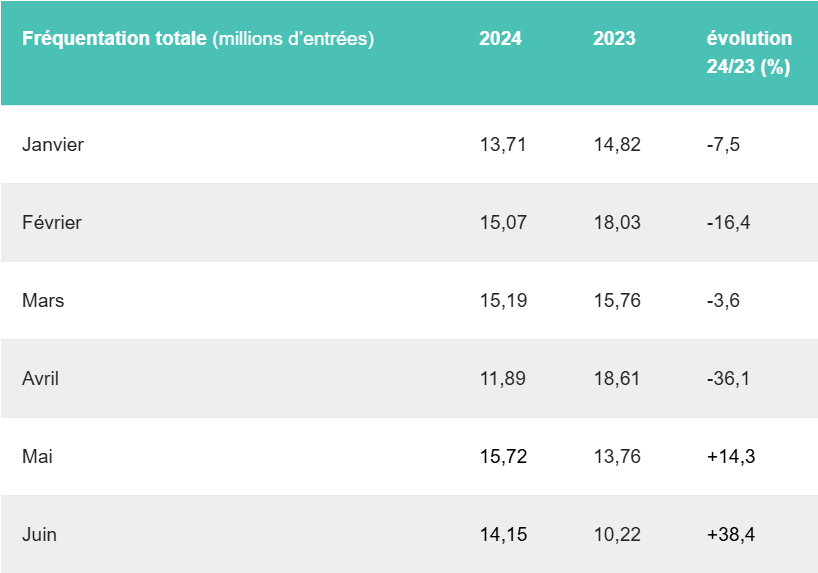 Fréquentation totale (millions d’entrées) 2024 2023 évolution
24/23 (%)
Janvier 13,71 14,82 -7,5
Février 15,07 18,03 -16,4
Mars 15,19 15,76 -3,6
Avril 11,89 18,61 -36,1
Mai 15,72 13,76 +14,3
Juin 14,15 10,22 +38,4